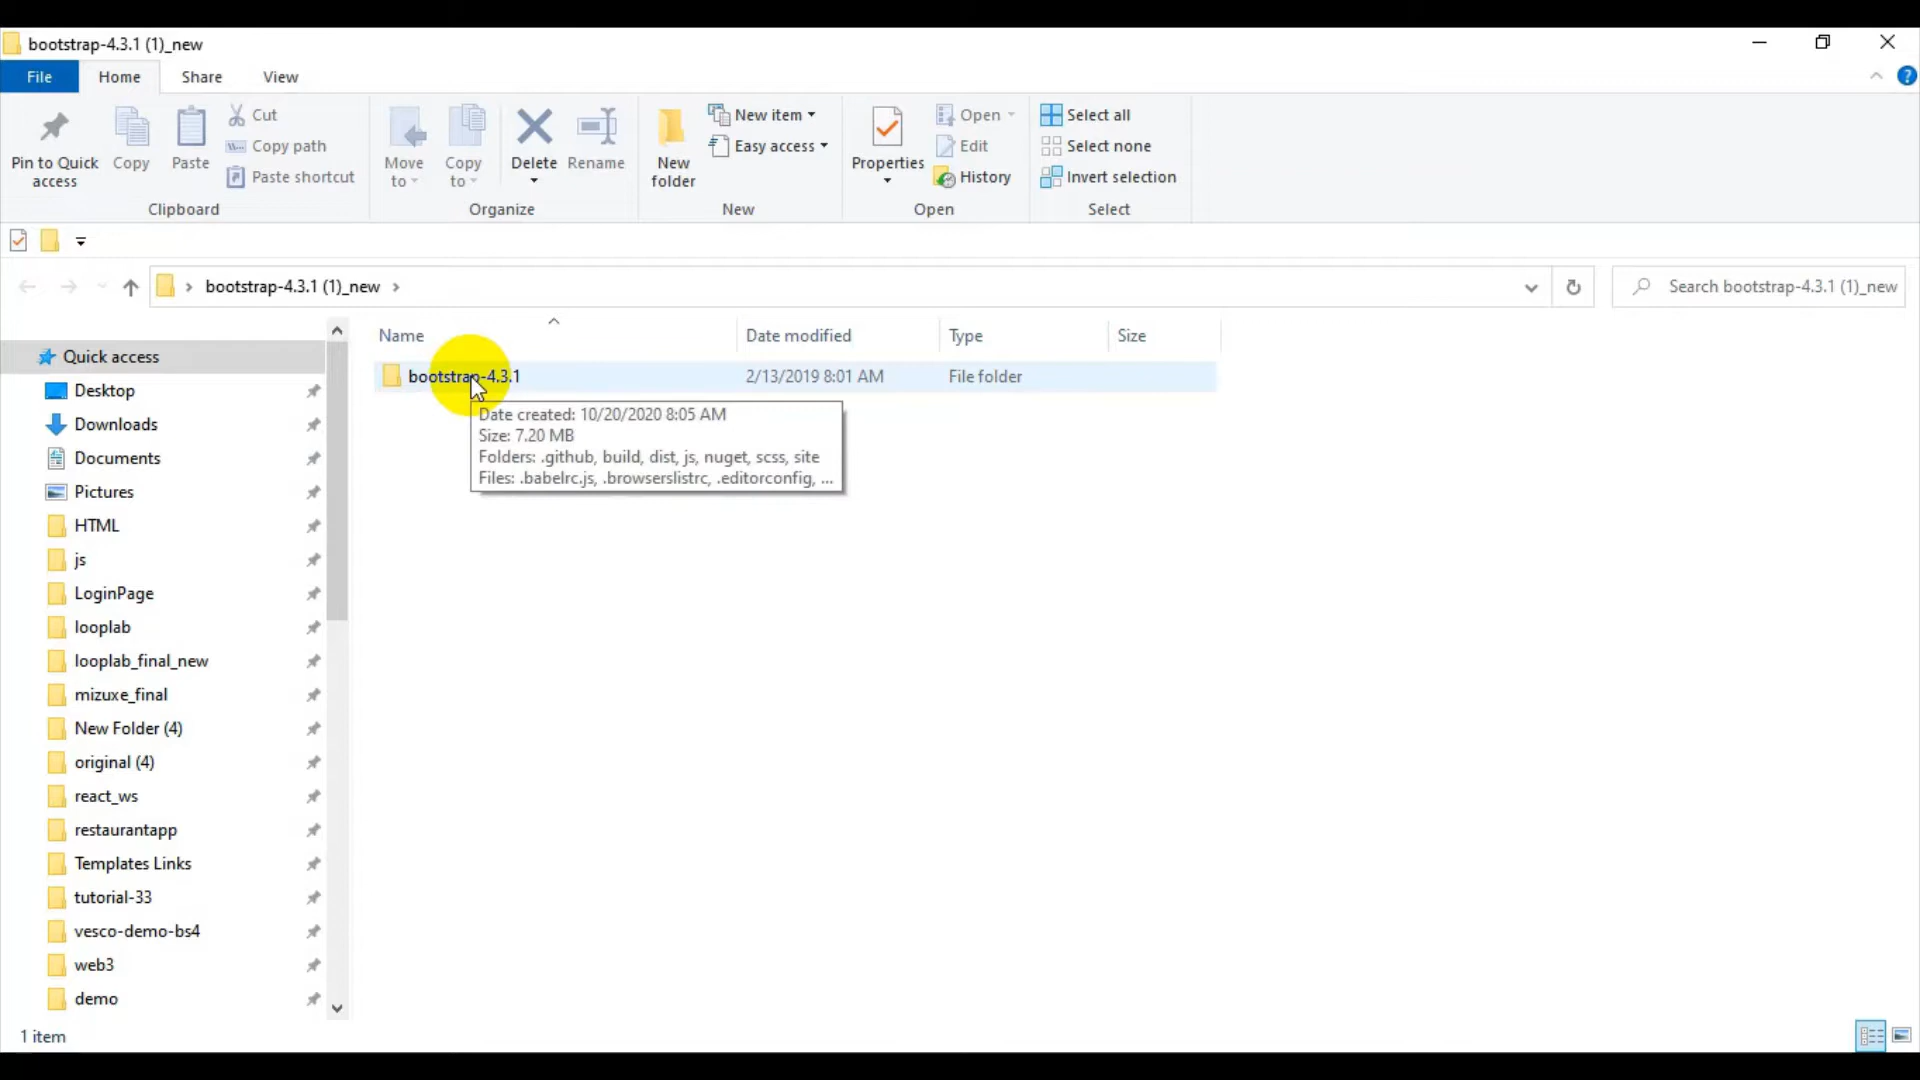 bootstrap-4.3.1 (1)_new
File
Home
Share
View
Pin to Quick access
Copy
Paste
Cut
Copy path
Paste shortcut
Clipboard
Move to
Copy to
Delete
Rename
Organize
New folder
New item
Easy access
New
Properties
Open
Edit
History
Open
Select all
Select none
Invert selection
Select
bootstrap-4.3.1 (1)_new
Search bootstrap-4.3.1 (1)_new
Name
Date modified
Type
Size
bootstrap-4.3.1
2/13/2019 8:01 AM
File folder
Date created: 10/20/2020 8:05 AM
Size: 7.20 MB
Folders: .github, build, dist, js, nuget, scss, site
Files: .babelrc.js, .browserslistrc, .editorconfig, ...
Quick access
Desktop
Downloads
Documents
Pictures
HTML
js
LoginPage
looplab
looplab_final_new
mizuxe_final
New Folder (4)
original (4)
react_ws
restaurantapp
Templates Links
tutorial-33
vesco-demo-bs4
web3
demo
1 item